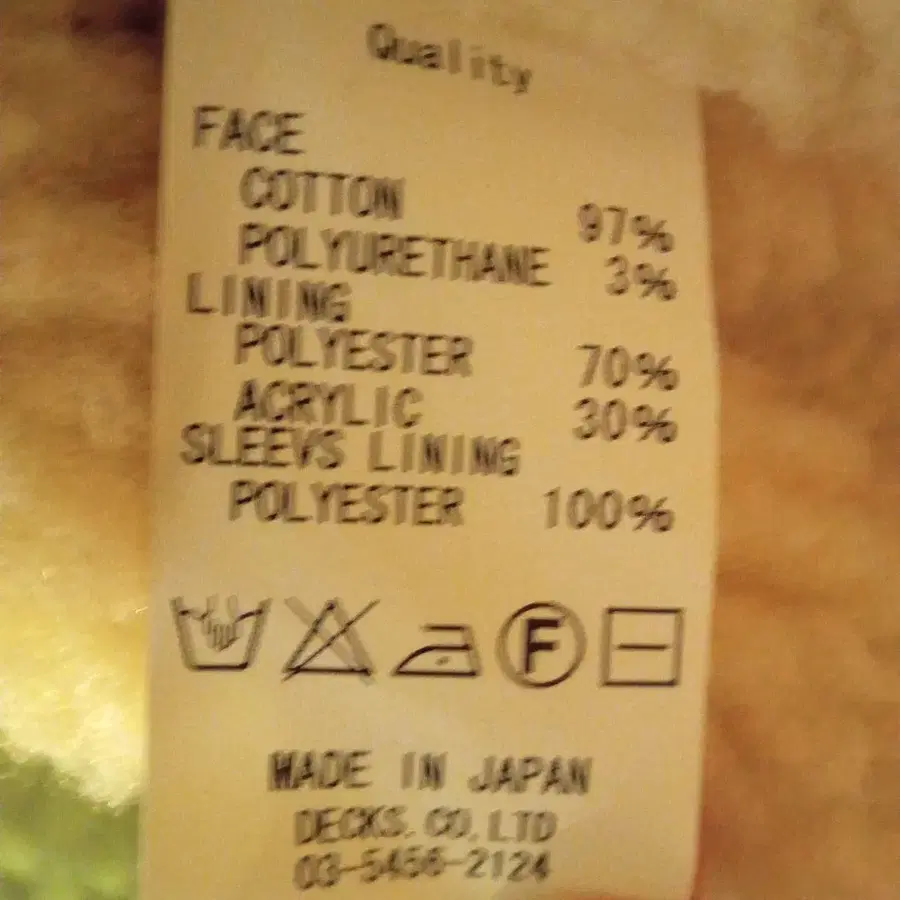 Quality
FACE
COTTON 97%
POLYURETHANE 3%
LINING
POLYESTER 70%
ACRYLIC 30%
SLEEVS LINING
POLYESTER 100%
F
MADE IN JAPAN
DECKS.CO.LTD
03-5456-2124